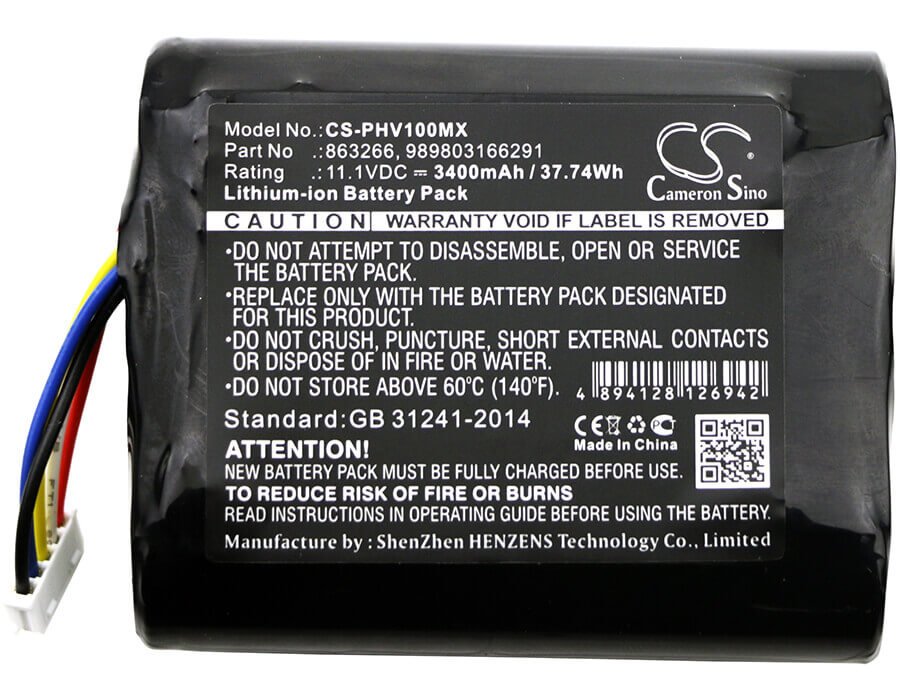 Model No.:CS-PHV100MX
Part No .:863266, 989803166291
Rating .:11.1VDC ⎓ 3400mAh / 37.74Wh
Lithium-ion Battery Pack
CS
Cameron Sino
®
CAUTION WARRANTY VOID IF LABEL IS REMOVED
•DO NOT ATTEMPT TO DISASSEMBLE, OPEN OR SERVICE
THE BATTERY PACK.
•REPLACE ONLY WITH THE BATTERY PACK DESIGNATED
FOR THIS PRODUCT.
•DO NOT CRUSH, PUNCTURE, SHORT EXTERNAL CONTACTS
OR DISPOSE OF IN FIRE OR WATER.
•DO NOT STORE ABOVE 60°C (140°F).
4 894128 126942
Standard:GB 31241-2014
CE
Made In China
ATTENTION!
NEW BATTERY PACK MUST BE FULLY CHARGED BEFORE USE.
TO REDUCE RISK OF FIRE OR BURNS
READ INSTRUCTIONS IN OPERATING GUIDE BEFORE USING THE BATTERY.
Manufacture by : ShenZhen HENZENS Technology Co., Limited